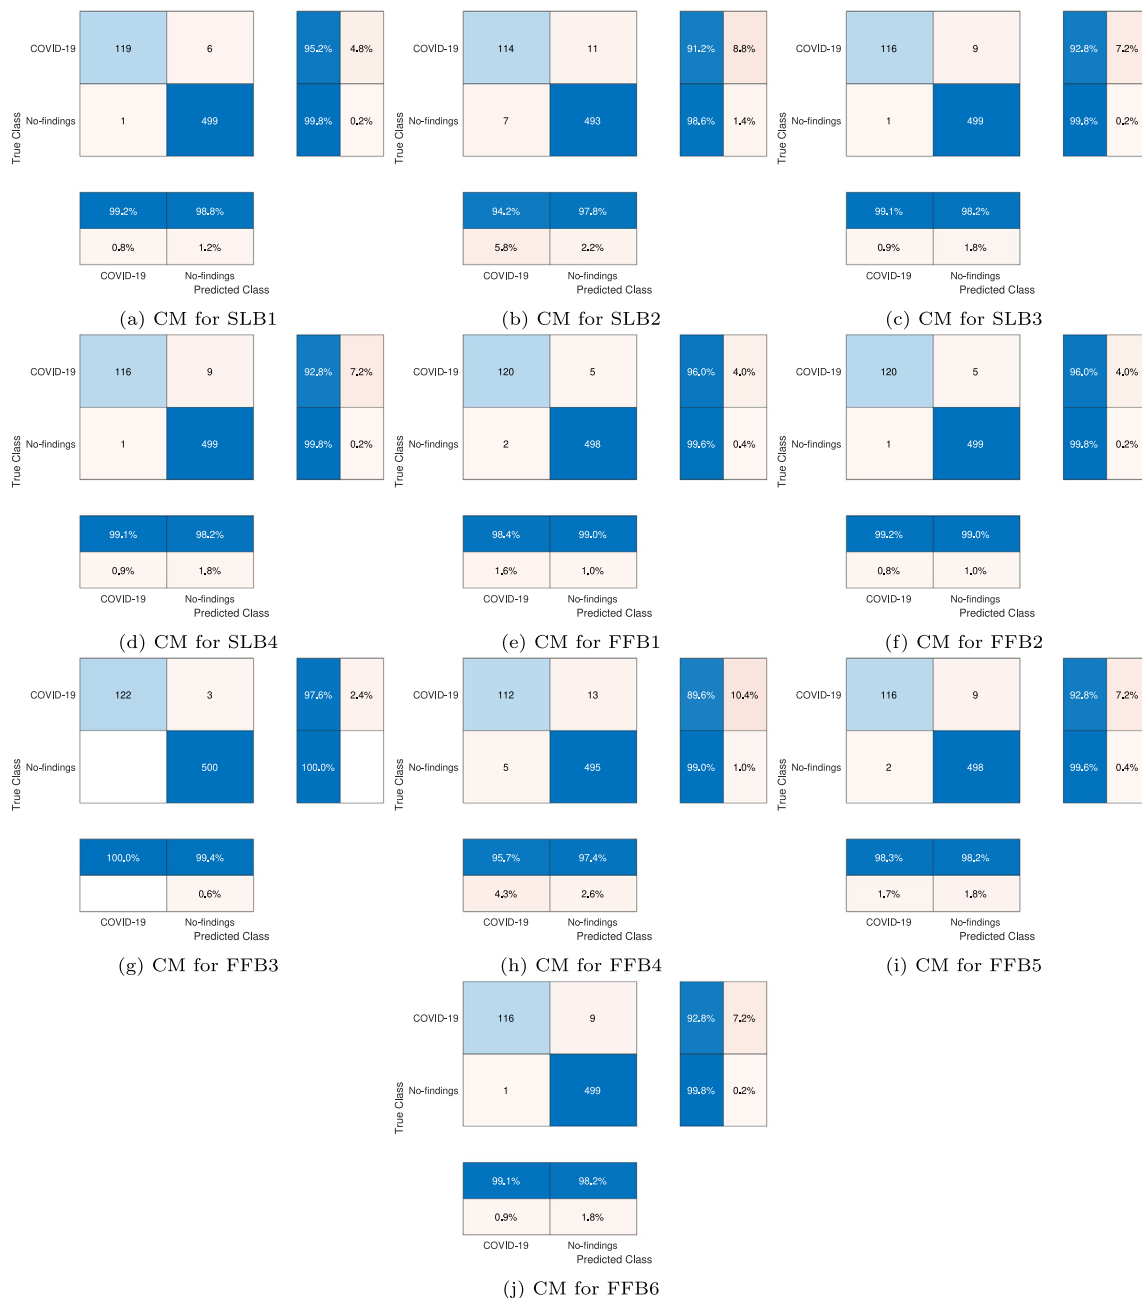 COVID-19 119 6 95.2% 4.8% COVID-19 114 11 91.2% 8.8% COVID-19 116 9 92.8% 7.2%
No-findings 1 499 99.8% 0.2% No-findings 7 493 98.6% 1.4% No-findings 1 499 99.8% 0.2%
True Class True Class True Class
99.2% 98.8% 94.2% 97.8% 99.1% 98.2%
0.8% 1.2% 5.8% 2.2% 0.9% 1.8%
COVID-19 No-findings COVID-19 No-findings COVID-19 No-findings
Predicted Class Predicted Class Predicted Class
(a) CM for SLB1 (b) CM for SLB2 (c) CM for SLB3
COVID-19 116 9 92.8% 7.2% COVID-19 120 5 96.0% 4.0% COVID-19 120 5 96.0% 4.0%
No-findings 1 499 99.8% 0.2% No-findings 2 498 99.6% 0.4% No-findings 1 499 99.8% 0.2%
True Class True Class True Class
99.1% 98.2% 98.4% 99.0% 99.2% 99.0%
0.9% 1.8% 1.6% 1.0% 0.8% 1.0%
COVID-19 No-findings COVID-19 No-findings COVID-19 No-findings
Predicted Class Predicted Class Predicted Class
(d) CM for SLB4 (e) CM for FFB1 (f) CM for FFB2
COVID-19 122 3 97.6% 2.4% COVID-19 112 13 89.6% 10.4% COVID-19 116 9 92.8% 7.2%
No-findings 500 100.0% No-findings 5 495 99.0% 1.0% No-findings 2 498 99.6% 0.4%
True Class True Class True Class
100.0% 99.4% 95.7% 97.4% 98.3% 98.2%
0.6% 4.3% 2.6% 1.7% 1.8%
COVID-19 No-findings COVID-19 No-findings COVID-19 No-findings
Predicted Class Predicted Class Predicted Class
(g) CM for FFB3 (h) CM for FFB4 (i) CM for FFB5
COVID-19 116 9 92.8% 7.2%
No-findings 1 499 99.8% 0.2%
True Class
99.1% 98.2%
0.9% 1.8%
COVID-19 No-findings
Predicted Class
(j) CM for FFB6